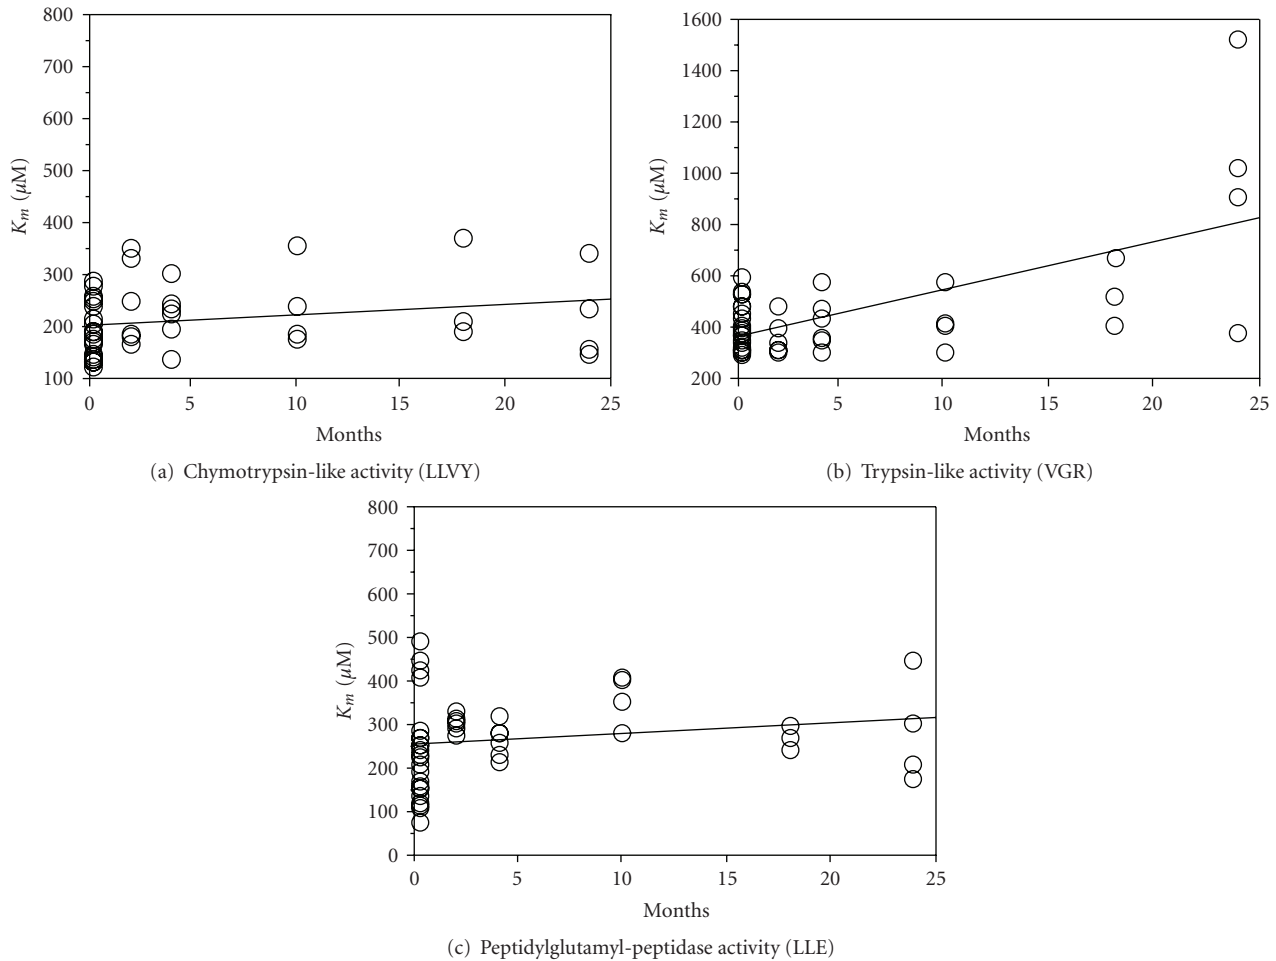 800
700
600
500
400
300
200
100
K_m (μM)
0 5 10 15 20 25
Months
(a) Chymotrypsin-like activity (LLVY)
1600
1400
1200
1000
800
600
400
200
K_m (μM)
0 5 10 15 20 25
Months
(b) Trypsin-like activity (VGR)
800
700
600
500
400
300
200
100
0
K_m (μM)
0 5 10 15 20 25
Months
(c) Peptidylglutamyl-peptidase activity (LLE)